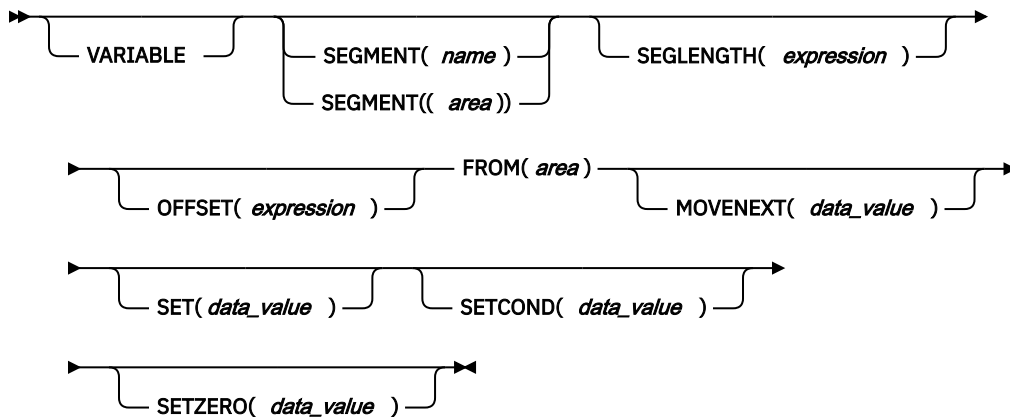 VARIABLE SEGMENT( name ) SEGLENGTH( expression )
SEGMENT(( area ))
FROM( area )
OFFSET( expression ) MOVENEXT( data_value )
SET( data_value ) SETCOND( data_value )
SETZERO( data_value )